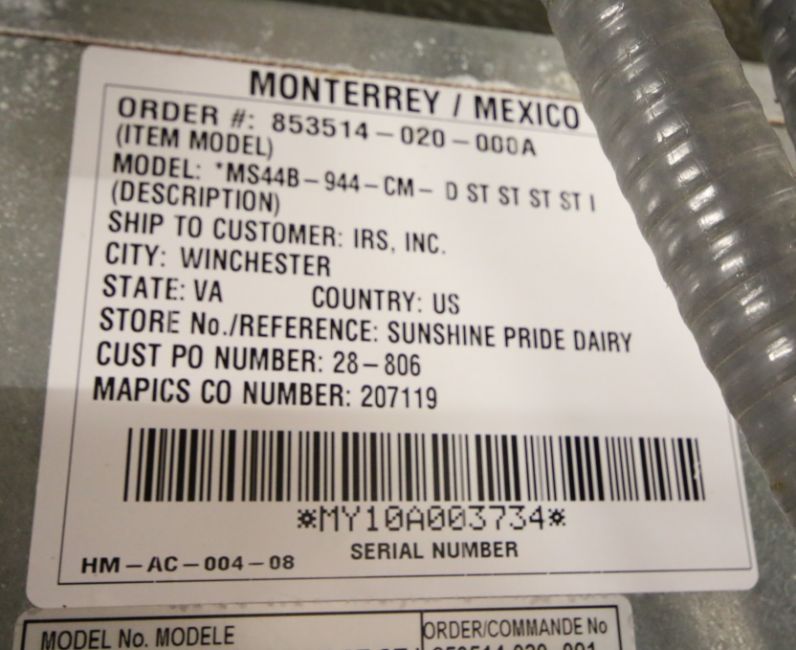 MONTERREY / MEXICO
ORDER #: 853514-020-000A
(ITEM MODEL)
MODEL: *MS44B-944-CM- D ST ST ST ST I
(DESCRIPTION)
SHIP TO CUSTOMER: IRS, INC.
CITY: WINCHESTER
STATE: VA COUNTRY: US
STORE No./REFERENCE: SUNSHINE PRIDE DAIRY
CUST PO NUMBER: 28-806
MAPICS CO NUMBER: 207119
*MY10A003734*
SERIAL NUMBER
HM-AC-004-08
MODEL No. MODELE ORDER/COMMANDE No